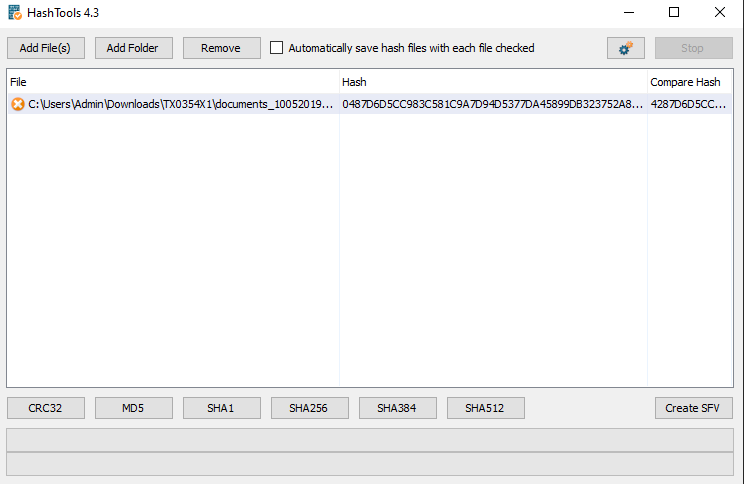 HashTools 4.3
Add File(s) Add Folder Remove Automatically save hash files with each file checked Stop
File Hash Compare Hash
C:\Users\Admin\Downloads\TX0354X1\documents_10052019... 0487D6D5CC983C581C9A7D94D5377DA45899DB323752A8... 4287D6D5CC...
CRC32 MD5 SHA1 SHA256 SHA384 SHA512 Create SFV